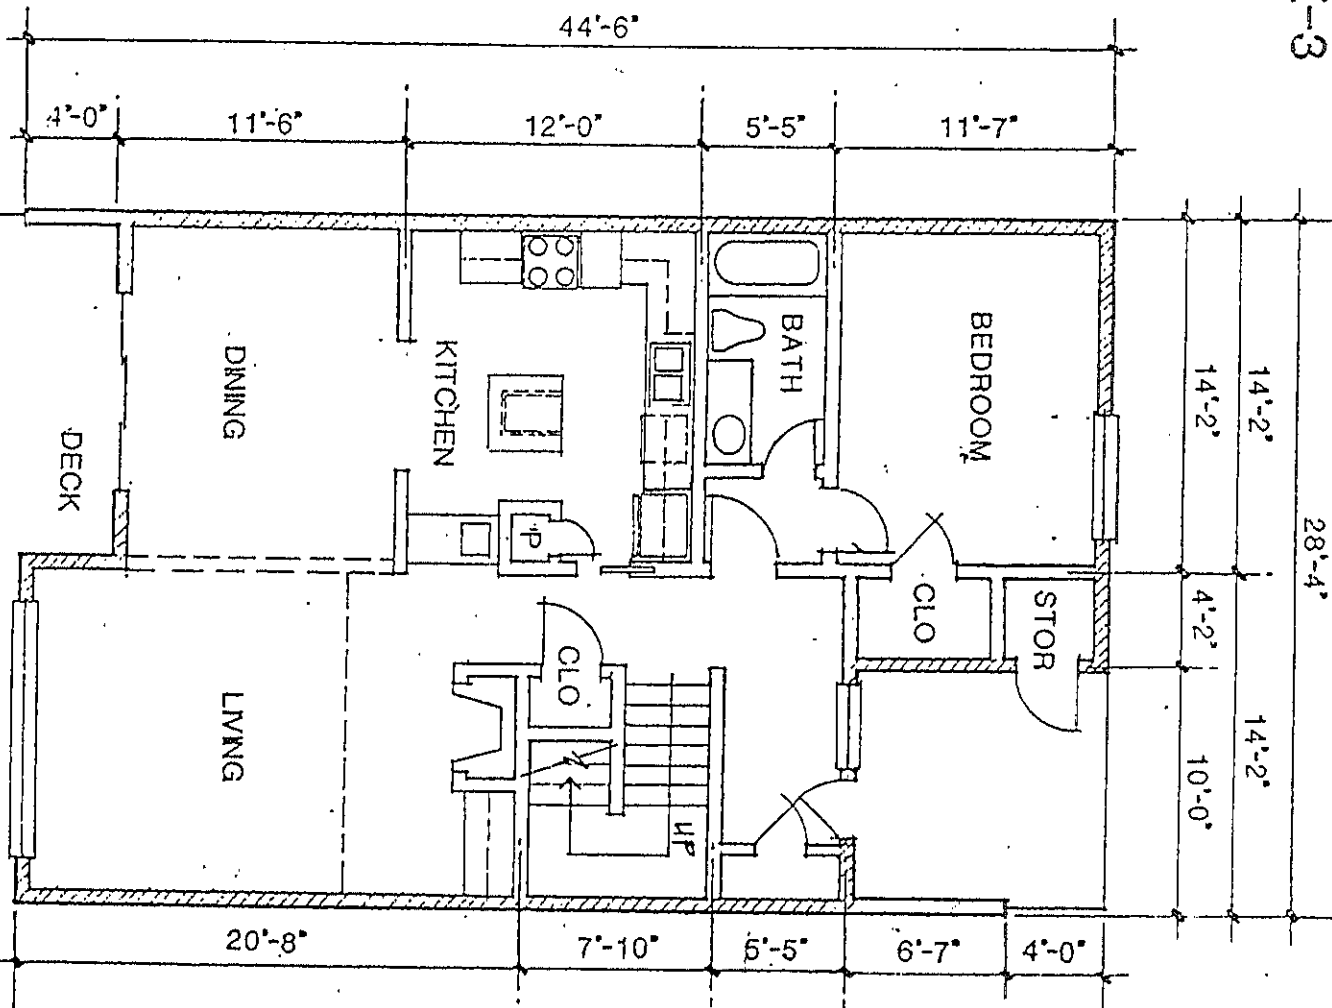 -3
44'-6"
4'-0"
11'-6"
12'-0"
5'-5"
11'-7"
BEDROOM
BATH
KITCHEN
DINING
DECK
14'-2"
14'-2"
28'-4"
P
CLO
STOR
4'-2"
CLO
LIVING
UP
14'-2"
10'-0"
20'-8"
7'-10"
5'-5"
6'-7"
4'-0"